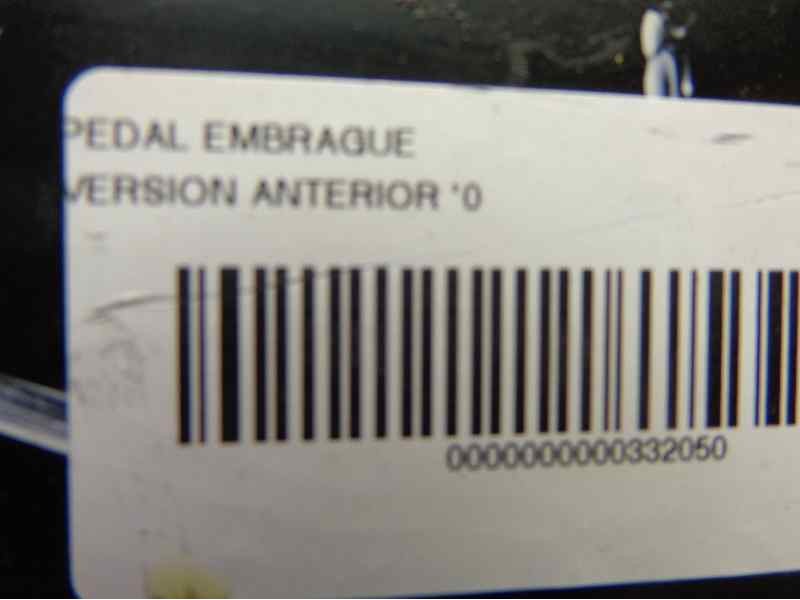 PEDAL EMBRAGUE
VERSION ANTERIOR '0
0000000000332050